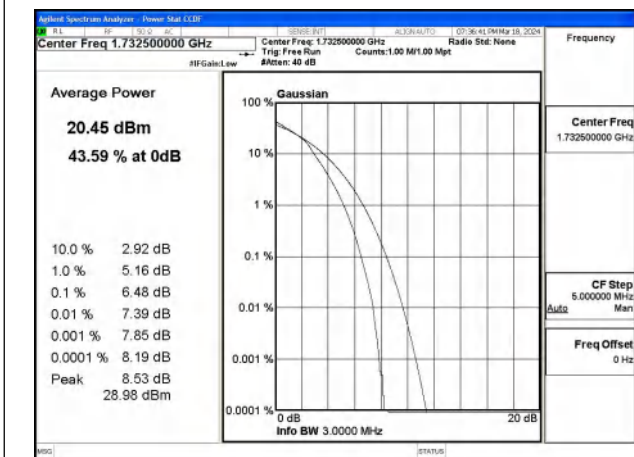 Agilent Spectrum Analyzer - Power Stat CCDF
RL RF 50 Ω AC SENSE:INT ALIGN AUTO 07:36:41 PM Mar 18, 2024
Center Freq 1.732500000 GHz
Center Freq: 1.732500000 GHz Radio Std: None
Trig: Free Run Counts:1.00 M/1.00 Mpt
#IFGain:Low #Atten: 40 dB
Frequency
Average Power
20.45 dBm
43.59 % at 0dB
10.0 % 2.92 dB
1.0 % 5.16 dB
0.1 % 6.48 dB
0.01 % 7.39 dB
0.001 % 7.85 dB
0.0001 % 8.19 dB
Peak 8.53 dB
28.98 dBm
Gaussian
100 %
10 %
1 %
0.1 %
0.01 %
0.001 %
0.0001 %
0 dB 20 dB
Info BW 3.0000 MHz
Center Freq
1.732500000 GHz
CF Step
5.000000 MHz
Auto Man
Freq Offset
0 Hz
MSG STATUS